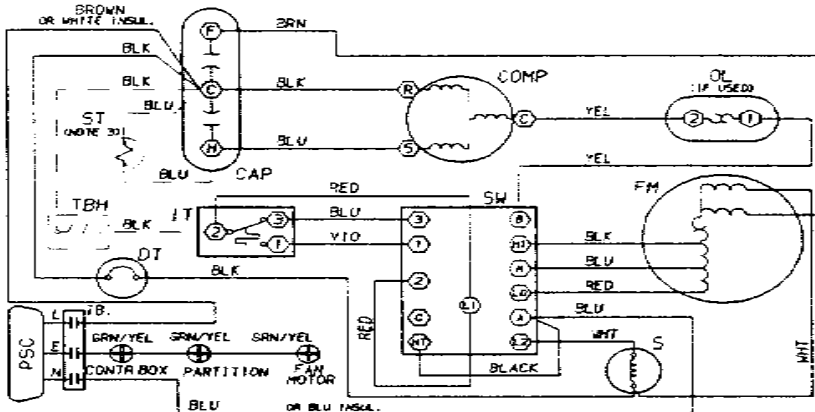 BROWN
OR WHITE INSUL.
F
BRN
BLK
BLK
C
BLK
R
COMP
OL
(IF USED)
ST
(NOTE 3)
BLU
C
YEL
2
1
H
BLU
S
BLU
CAP
YEL
RED
SW
FM
TBH
BLK
IT
2
3
BLU
3
B
1
VIO
1
HI
BLK
DT
BLK
2
M
BLU
L1
LO
RED
RED
C
A
BLU
L
TB.
HT
L2
WHT
S
WHT
PSC
E
GRN/YEL
GRN/YEL
GRN/YEL
BLACK
N
CONTR.BOX
PARTITION
FAN
MOTOR
BLU
OR BLU INSUL.